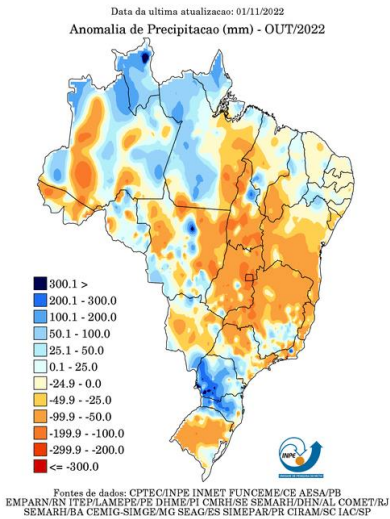 Data da ultima atualizacao: 01/11/2022
Anomalia de Precipitacao (mm) - OUT/2022
300.1 >
200.1 - 300.0
100.1 - 200.0
50.1 - 100.0
25.1 - 50.0
0.1 - 25.0
-24.9 - 0.0
-49.9 - -25.0
-99.9 - -50.0
-199.9 - -100.0
-299.9 - -200.0
<= -300.0
INPE
Fontes de dados: CPTEC/INPE INMET FUNCEME/CE AESA/PB
EMPARN/RN ITEP/LAMEPE/PE DHME/PI CMRH/SE SEMARH/DHN/AL COMET/RJ
SEMARH/BA CEMIG-SIMGE/MG SEAG/ES SIMEPAR/PR CIRAM/SC IAC/SP